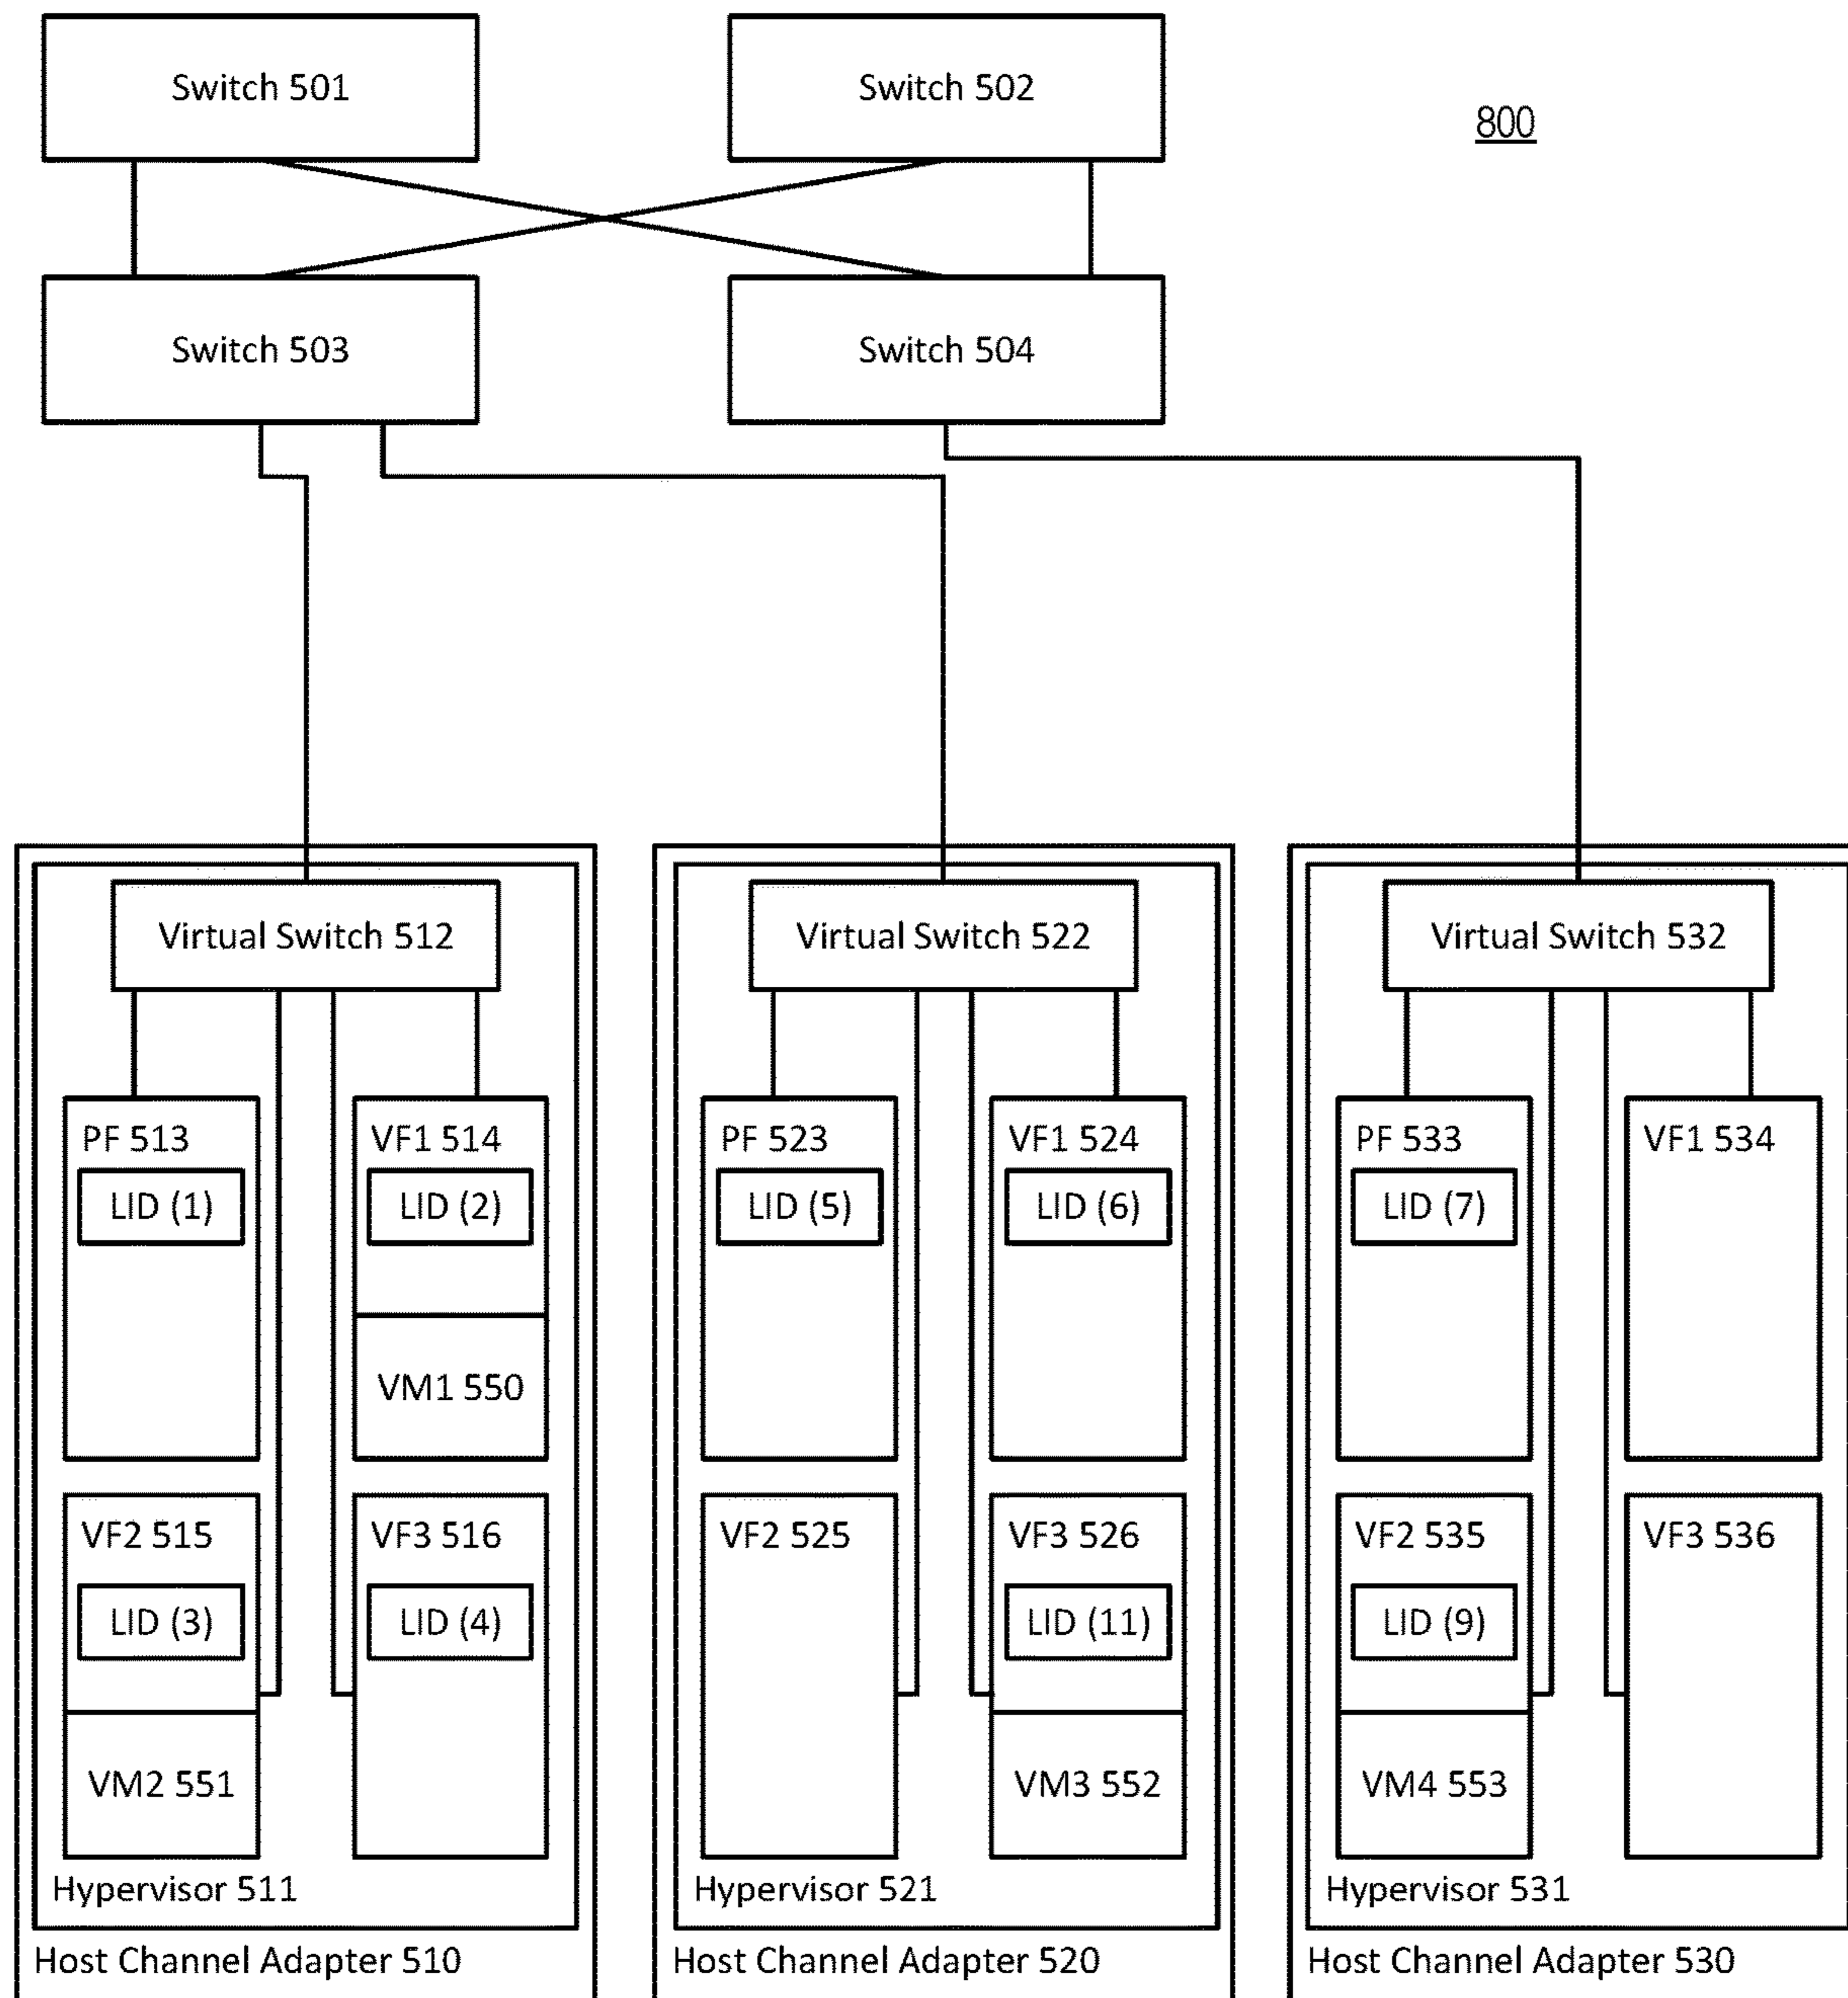 Switch 501
Switch 502
800
Switch 503
Switch 504
Virtual Switch 512
Virtual Switch 522
Virtual Switch 532
PF 513
LID (1)
VF1 514
LID (2)
VM1 550
VF2 515
LID (3)
VM2 551
VF3 516
LID (4)
Hypervisor 511
Host Channel Adapter 510
PF 523
LID (5)
VF1 524
LID (6)
VF2 525
VF3 526
LID (11)
VM3 552
Hypervisor 521
Host Channel Adapter 520
PF 533
LID (7)
VF1 534
VF2 535
LID (9)
VM4 553
VF3 536
Hypervisor 531
Host Channel Adapter 530